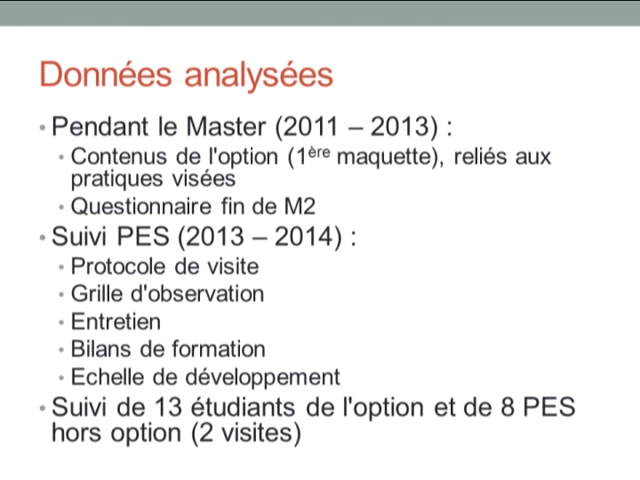 Données analysées
• Pendant le Master (2011 – 2013) :
• Contenus de l'option (1ère maquette), reliés aux
pratiques visées
• Questionnaire fin de M2
• Suivi PES (2013 – 2014) :
• Protocole de visite
• Grille d'observation
• Entretien
• Bilans de formation
• Echelle de développement
• Suivi de 13 étudiants de l'option et de 8 PES
hors option (2 visites)